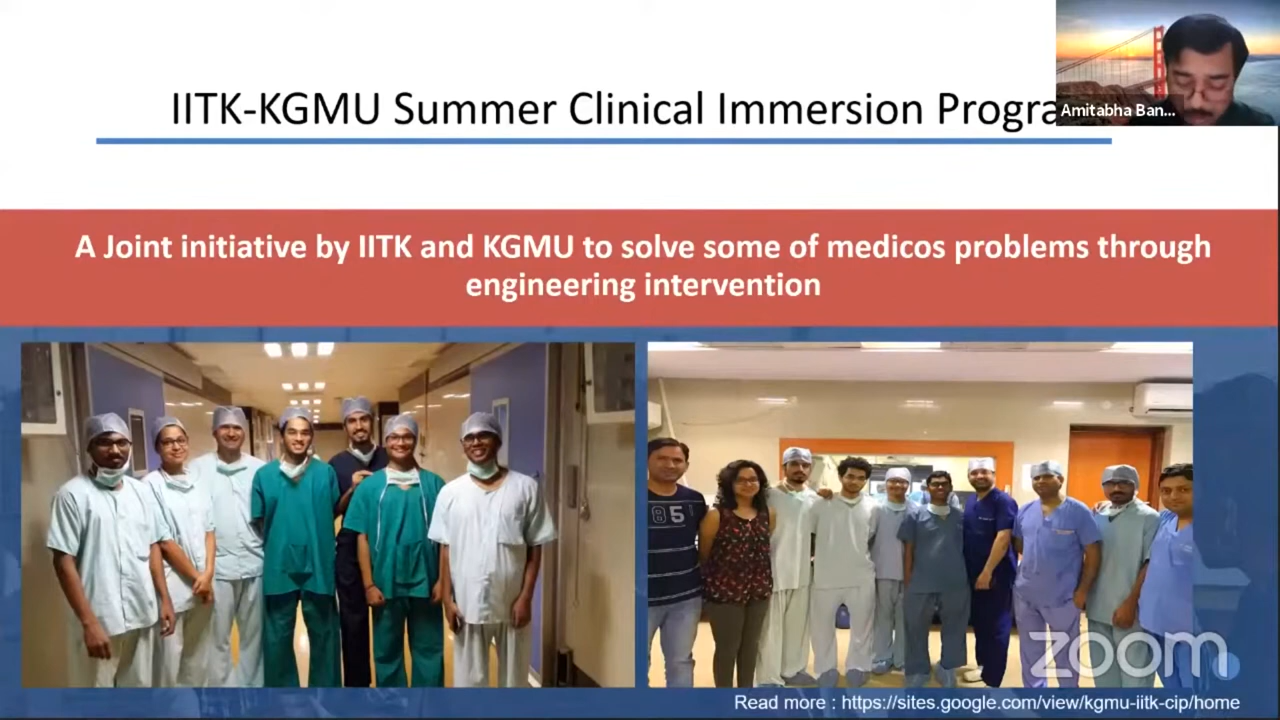 IITK-KGMU Summer Clinical Immersion Progra
Amitabha Ban...
A Joint initiative by IITK and KGMU to solve some of medicos problems through
engineering intervention
85
zoom
Read more : https://sites.google.com/view/kgmu-iitk-cip/home